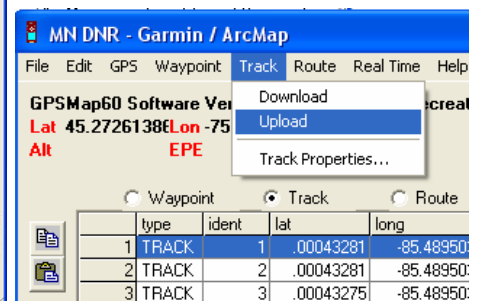 MN DNR - Garmin / ArcMap
File Edit GPS Waypoint Track Route Real Time Help
Download
GPSMap60 Software Ver ecreat
Upload
Lat 45.27261386 Lon -75
Alt EPE
Track Properties...
Waypoint Track Route
type ident lat long
1 TRACK 1 .00043281 -85.48950
2 TRACK 2 .00043281 -85.48950
3 TRACK 3 .00043275 -85.48950